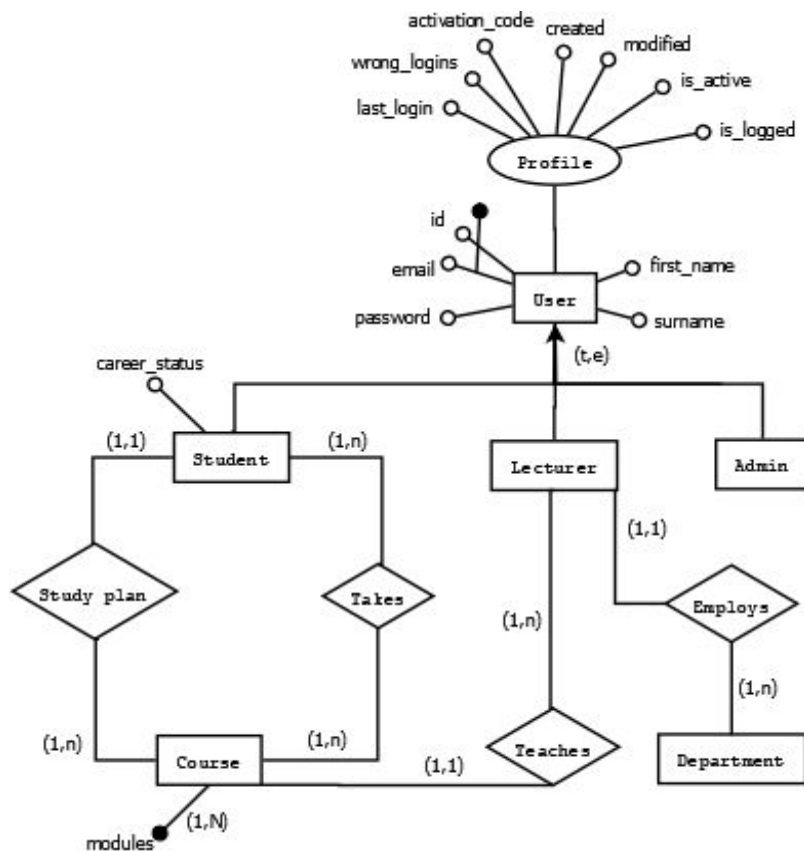 activation_code
created
modified
wrong_logins
is_active
last_login
is_logged
Profile
id
email
first_name
User
password
surname
(t,e)
career_status
(1,1)
(1,n)
Student
Lecturer
Admin
(1,1)
Study plan
Takes
Employs
(1,n)
(1,n)
(1,n)
(1,n)
Teaches
Department
Course
(1,1)
(1,N)
modules